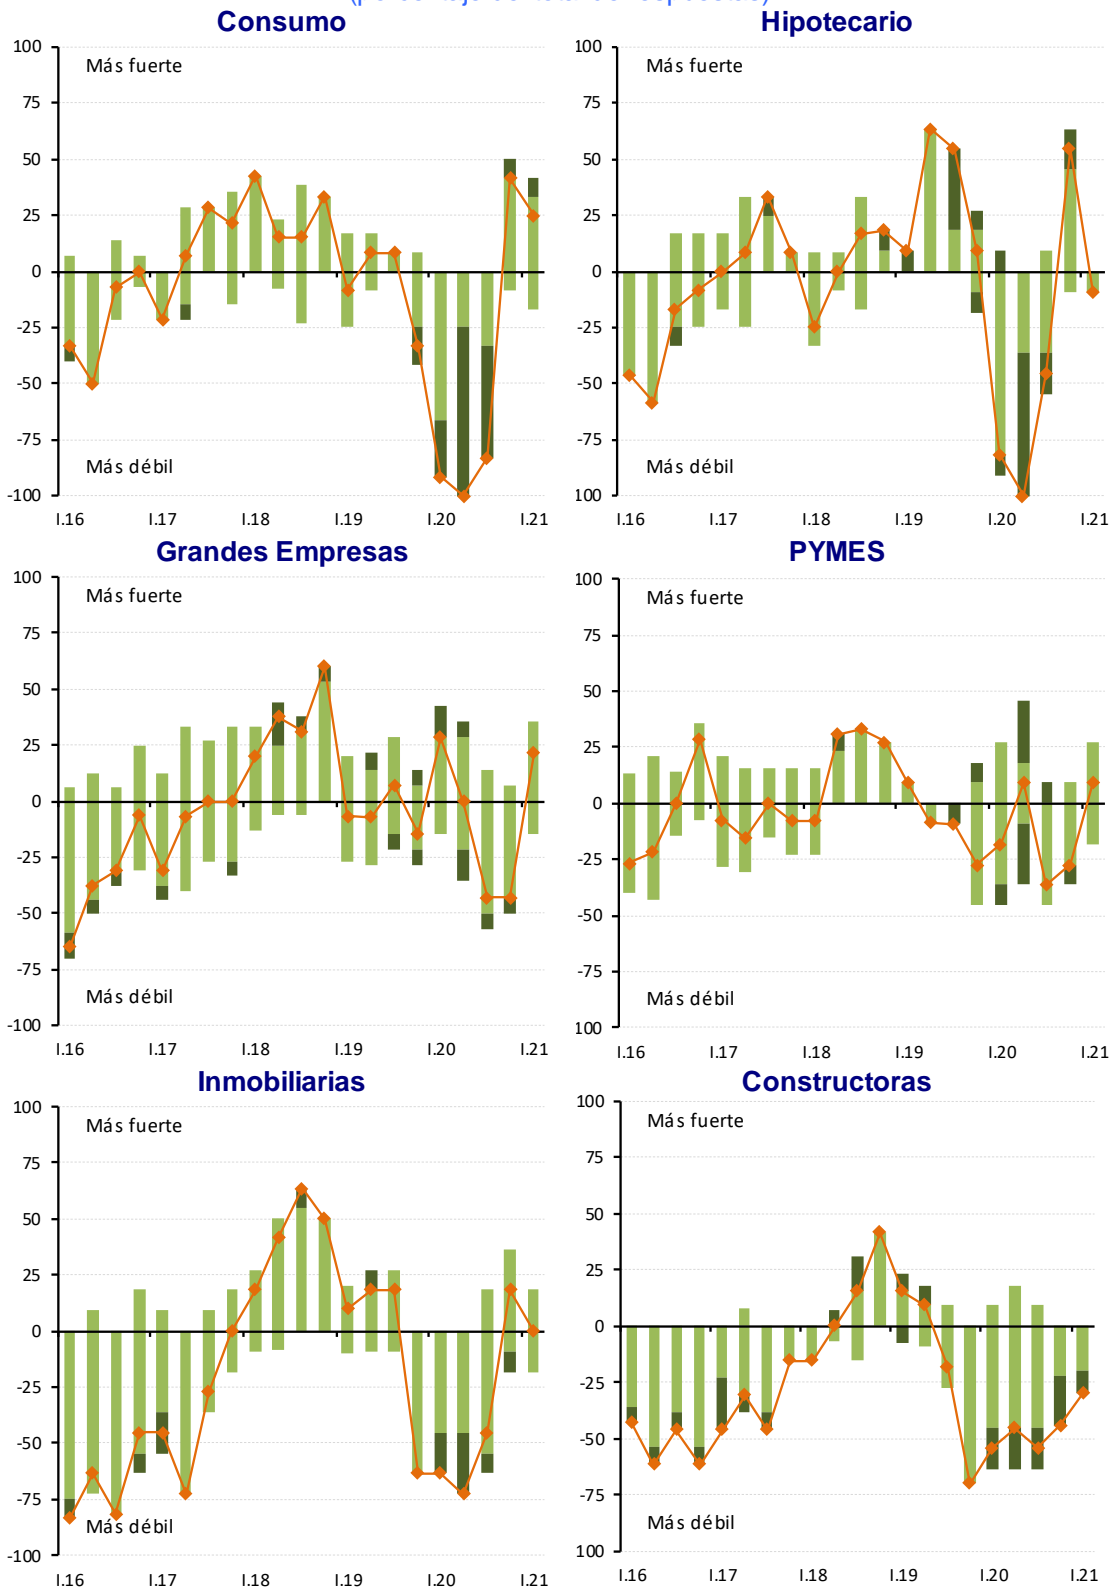 (porcentaje del total de respuestas)
Consumo
Hipotecario
100
75
50
25
0
-25
-50
-75
-100
Más fuerte
Más débil
I.16
I.17
I.18
I.19
I.20
I.21
100
75
50
25
0
-25
-50
-75
100
Más fuerte
Más débil
I.16
I.17
I.18
I.19
I.20
I.21
Grandes Empresas
PYMES
100
75
50
25
0
-25
-50
-75
-100
Más fuerte
Más débil
I.16
I.17
I.18
I.19
I.20
I.21
100
75
50
25
0
-25
-50
-75
100
Más fuerte
Más débil
I.16
I.17
I.18
I.19
I.20
I.21
Inmobiliarias
Constructoras
100
75
50
25
0
-25
-50
-75
-100
Más fuerte
Más débil
I.16
I.17
I.18
I.19
I.20
I.21
100
75
50
25
0
-25
-50
-75
100
Más fuerte
Más débil
I.16
I.17
I.18
I.19
I.20
I.21